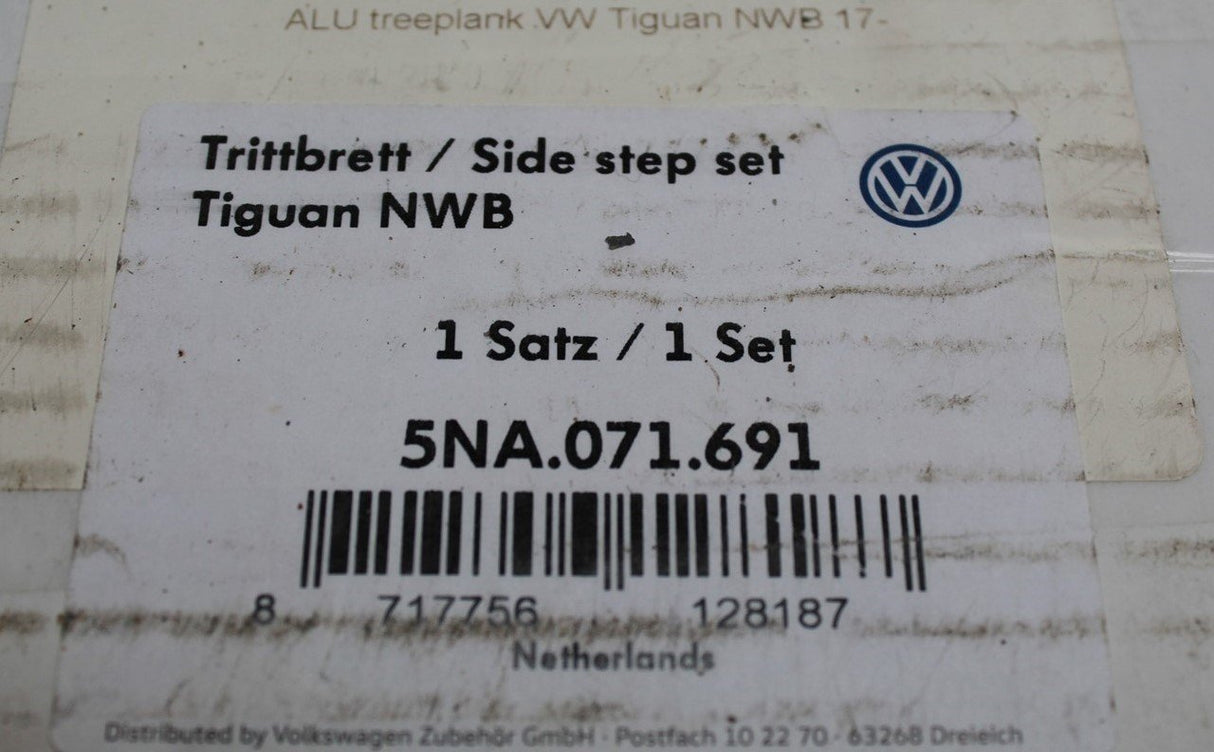 ALU treeplank VW Tiguan NWB 17-
Trittbrett / Side step set
Tiguan NWB
VW
1 Satz / 1 Set
5NA.071.691
8 717756 128187
Netherlands
Distributed by Volkswagen Zubehör GmbH · Postfach 10 22 70 · 63268 Dreieich